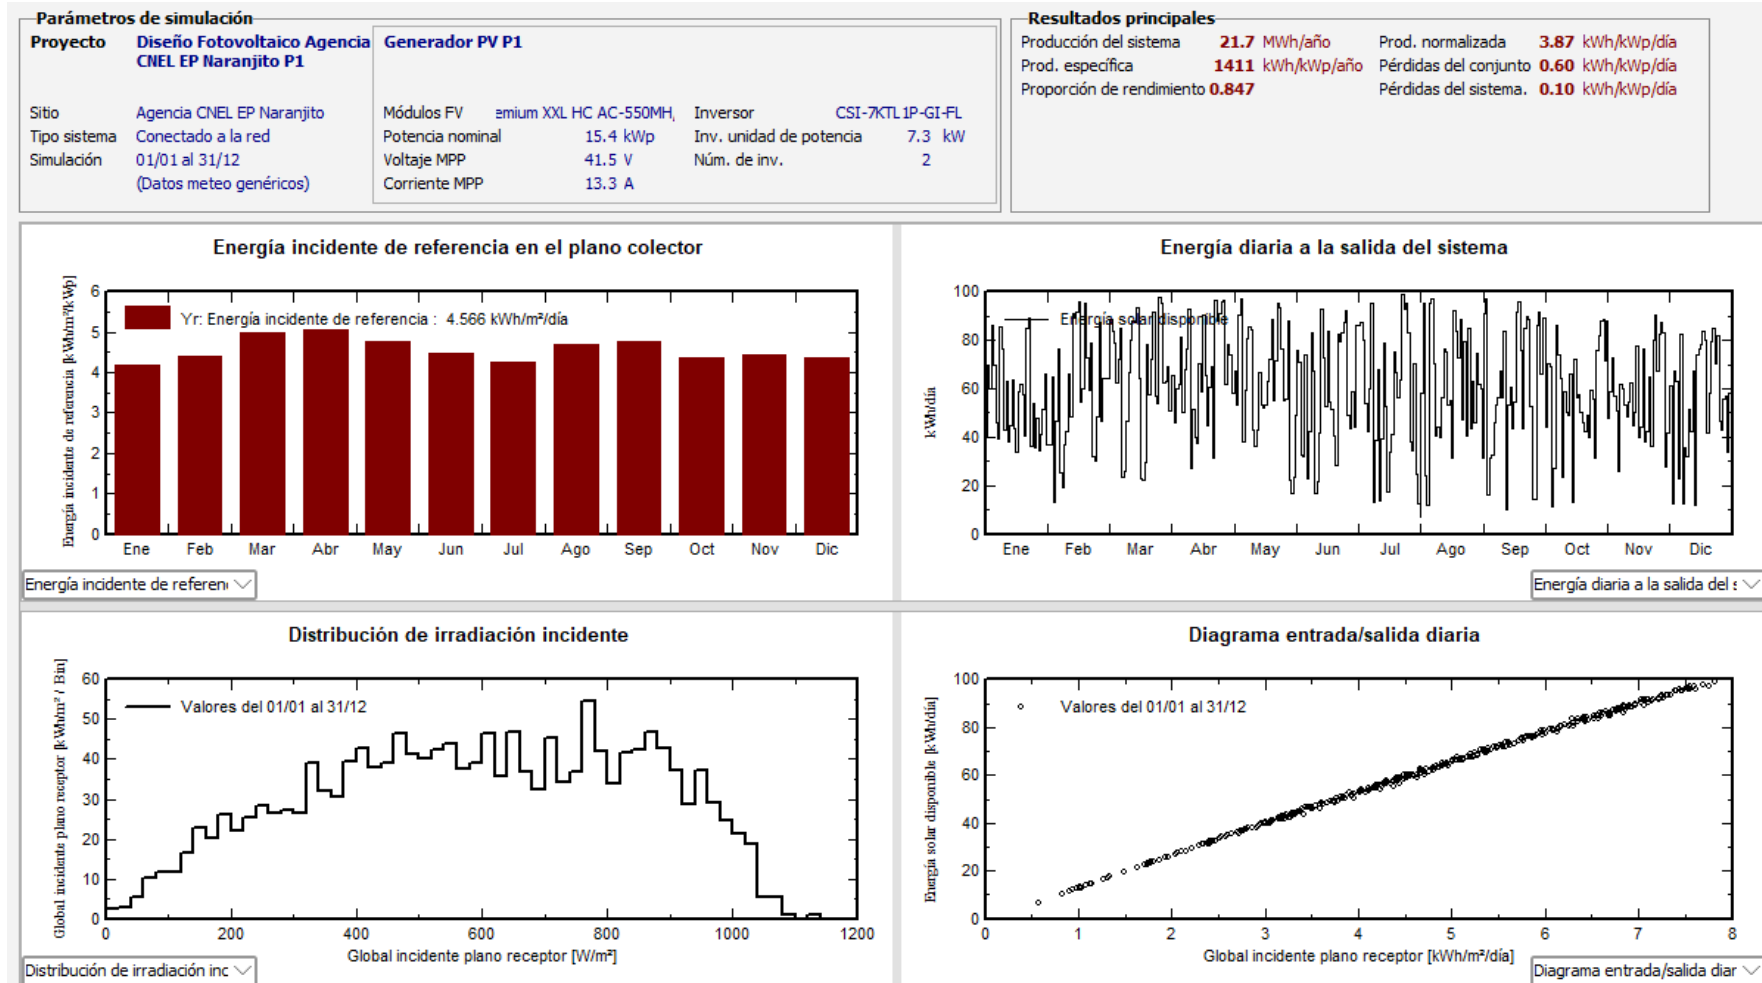 Parámetros de simulación
Proyecto Diseño Fotovoltaico Agencia CNEL EP Naranjito P1
Generador PV P1
Sitio Agencia CNEL EP Naranjito
Tipo sistema Conectado a la red
Simulación 01/01 al 31/12
(Datos meteo genéricos)
Módulos FV emium XXL HC AC-550MH, Inversor CSI-7KTL1P-GI-FL
Potencia nominal 15.4 kWp Inv. unidad de potencia 7.3 kW
Voltaje MPP 41.5 V Núm. de inv. 2
Corriente MPP 13.3 A
Resultados principales
Producción del sistema 21.7 MWh/año Prod. normalizada 3.87 kWh/kWp/día
Prod. específica 1411 kWh/kWp/año Pérdidas del conjunto 0.60 kWh/kWp/día
Proporción de rendimiento 0.847 Pérdidas del sistema. 0.10 kWh/kWp/día
Energía incidente de referencia en el plano colector
Energía incidente de referencia [kWh/m²/kWp]
Yr: Energía incidente de referencia : 4.566 kWh/m²/día
6
5
4
3
2
1
0
Ene Feb Mar Abr May Jun Jul Ago Sep Oct Nov Dic
Energía incidente de referen
Energía diaria a la salida del sistema
kWh/día
Energía solar disponible
100
80
60
40
20
0
Ene Feb Mar Abr May Jun Jul Ago Sep Oct Nov Dic
Energía diaria a la salida del s
Distribución de irradiación incidente
Global incidente plano receptor [kWh/m² / Bin]
Valores del 01/01 al 31/12
60
50
40
30
20
10
0
0 200 400 600 800 1000 1200
Global incidente plano receptor [W/m²]
Distribución de irradiación inc
Diagrama entrada/salida diaria
Energía solar disponible [kWh/día]
Valores del 01/01 al 31/12
100
80
60
40
20
0
0 1 2 3 4 5 6 7 8
Global incidente plano receptor [kWh/m²/día]
Diagrama entrada/salida diar